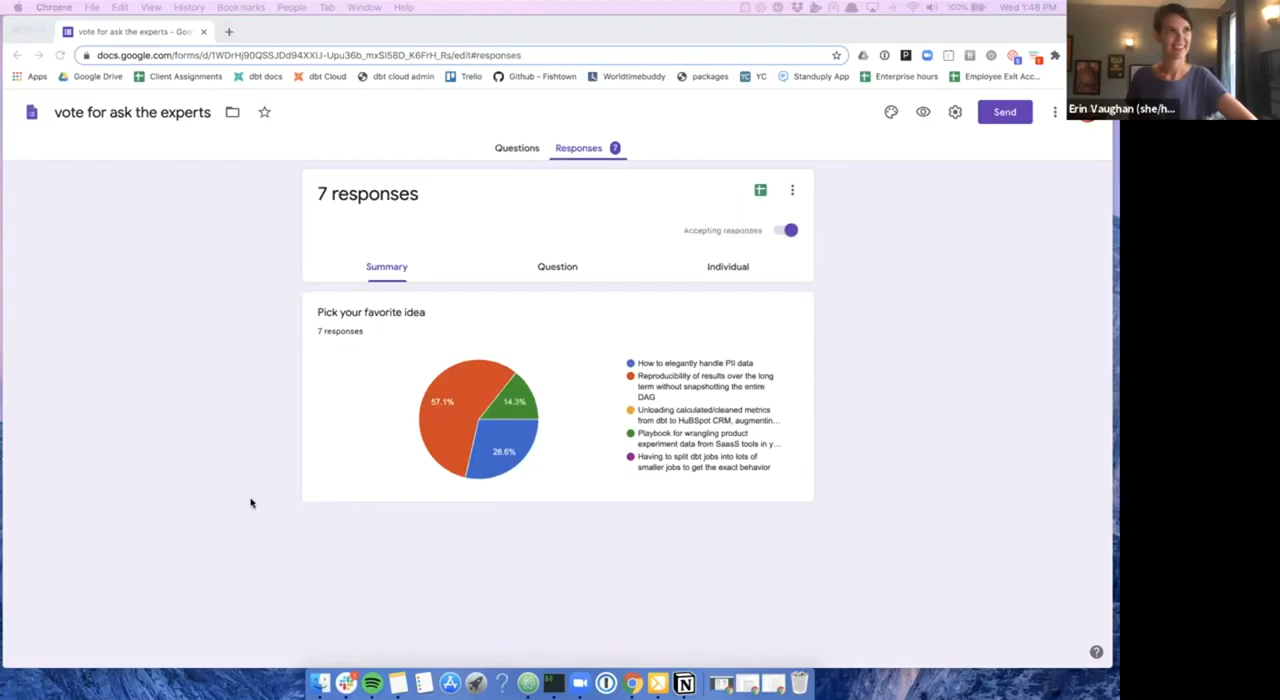 Chrome File Edit View History Bookmarks People Tab Window Help
100% Wed 1:48 PM
vote for ask the experts - Goo
docs.google.com/forms/d/1WDrHj90QSSJDd94XXIJ-Upu36b_mxSI58D_K6FrH_Rs/edit#responses
Apps Google Drive Client Assignments dbt docs dbt Cloud dbt cloud admin Trello Github - Fishtown Worldtimebuddy packages YC Standuply App Enterprise hours Employee Exit Acc...
Erin Vaughan (she/h...
vote for ask the experts
Send
Questions Responses 7
7 responses
Accepting responses
Summary Question Individual
Pick your favorite idea
7 responses
57.1%
14.3%
28.6%
How to elegantly handle PII data
Reproducibility of results over the long
term without snapshotting the entire
DAG
Unloading calculated/cleaned metrics
from dbt to HuBSpot CRM, augmentin...
Playbook for wrangling product
experiment data from SaaS tools in y...
Having to split dbt jobs into lots of
smaller jobs to get the exact behavior